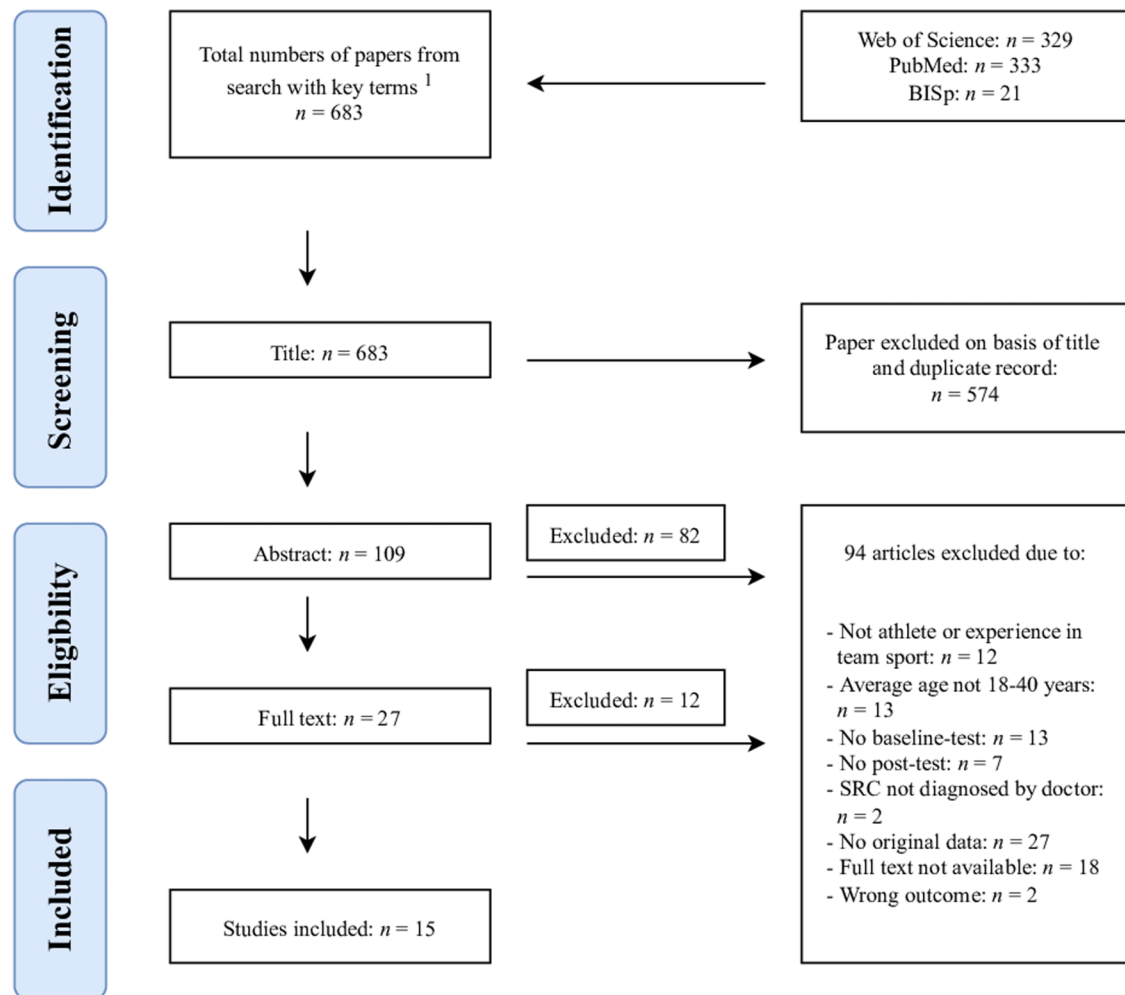 Identification
Total numbers of papers from
search with key terms 1
n = 683
Web of Science: n = 329
PubMed: n = 333
BISp: n = 21
Screening
Title: n = 683
Paper excluded on basis of title
and duplicate record:
n = 574
Eligibility
Abstract: n = 109
Excluded: n = 82
Full text: n = 27
Excluded: n = 12
94 articles excluded due to:
- Not athlete or experience in
team sport: n = 12
- Average age not 18-40 years:
n = 13
- No baseline-test: n = 13
- No post-test: n = 7
- SRC not diagnosed by doctor:
n = 2
- No original data: n = 27
- Full text not available: n = 18
- Wrong outcome: n = 2
Included
Studies included: n = 15